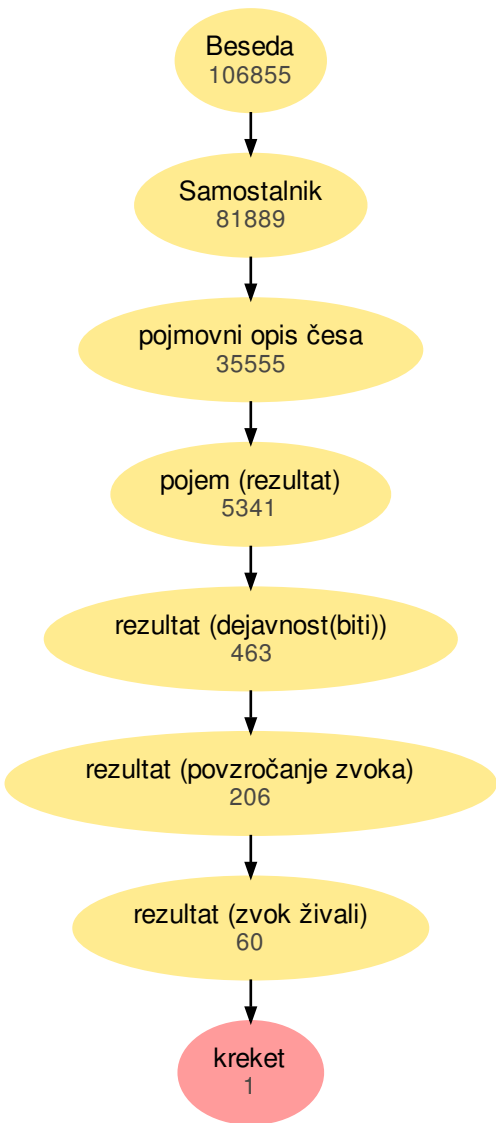 Beseda
106855
Samostalnik
81889
pojmovni opis česa
35555
pojem (rezultat)
5341
rezultat (dejavnost(biti))
463
rezultat (povzročanje zvoka)
206
rezultat (zvok živali)
60
kreket
1